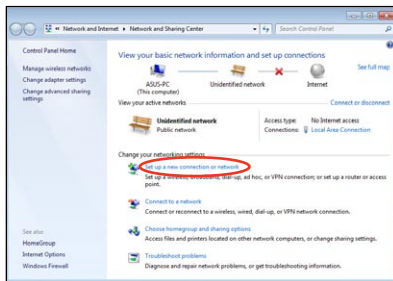 « Network and Internet ▸ Network and Sharing Center
Search Control Panel
Control Panel Home
Manage wireless networks
Change adapter settings
Change advanced sharing
settings
See also
HomeGroup
Internet Options
Windows Firewall
View your basic network information and set up connections
See full map
ASUS-PC
(This computer)
Unidentified network
Internet
View your active networks
Connect or disconnect
Unidentified network
Public network
Access type: No Internet access
Connections: Local Area Connection
Change your networking settings
Set up a new connection or network
Set up a wireless, broadband, dial-up, ad hoc, or VPN connection; or set up a router or access
point.
Connect to a network
Connect or reconnect to a wireless, wired, dial-up, or VPN network connection.
Choose homegroup and sharing options
Access files and printers located on other network computers, or change sharing settings.
Troubleshoot problems
Diagnose and repair network problems, or get troubleshooting information.